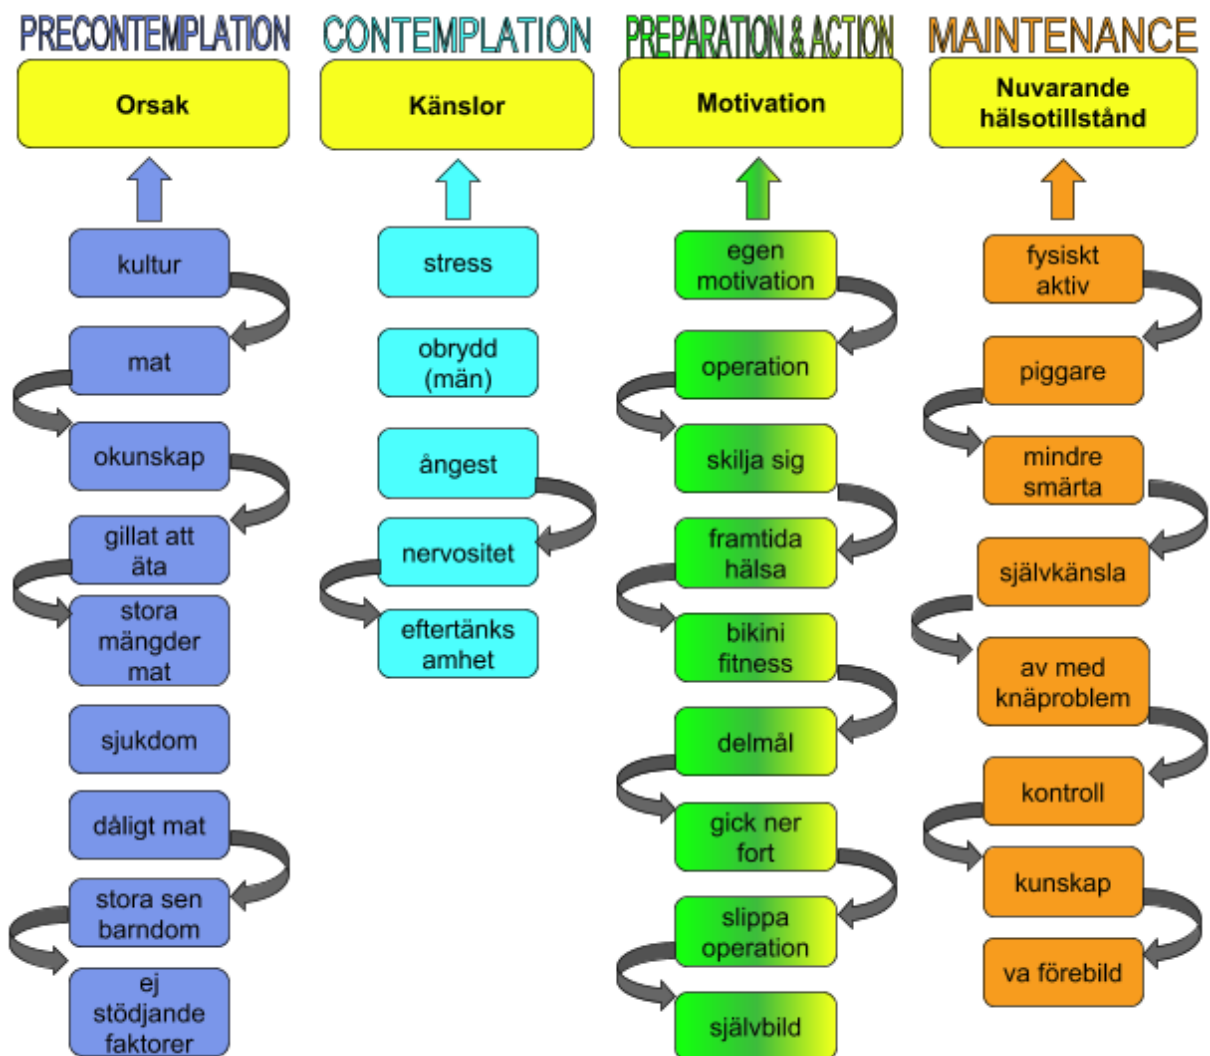 PRECONTEMPLATION
Orsak
kultur
mat
okunskap
gillat att
äta
stora
mängder
mat
sjukdom
dåligt mat
stora sen
barndom
ej
stödjande
faktorer
CONTEMPLATION
Känslor
stress
obrydd
(män)
ångest
nervositet
eftertänks
amhet
PREPARATION & ACTION
Motivation
egen
motivation
operation
skilja sig
framtida
hälsa
bikini
fitness
delmål
gick ner
fort
slippa
operation
självbild
MAINTENANCE
Nuvarande
hälsotillstånd
fysiskt
aktiv
piggare
mindre
smärta
självkänsla
av med
knäproblem
kontroll
kunskap
va förebild